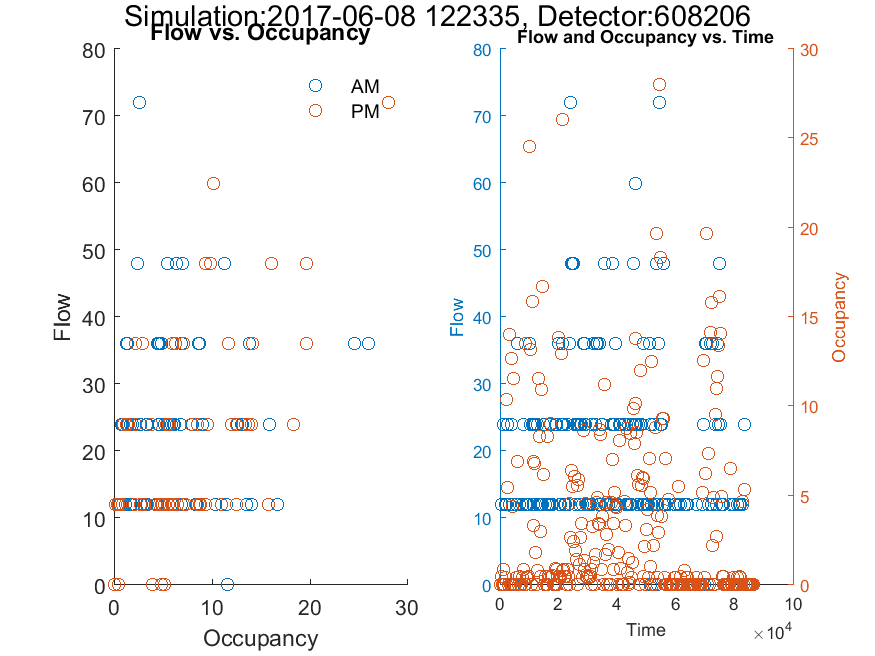 Simulation:2017-06-08 122335, Detector:608206
Flow vs. Occupancy
80
70
60
50
40
30
20
10
0
0 10 20 30
Flow
Occupancy
AM
PM
Flow and Occupancy vs. Time
80
70
60
50
40
30
20
10
0
Flow
0 2 4 6 8 10
Time
×10⁴
30
25
20
15
10
5
0
Occupancy